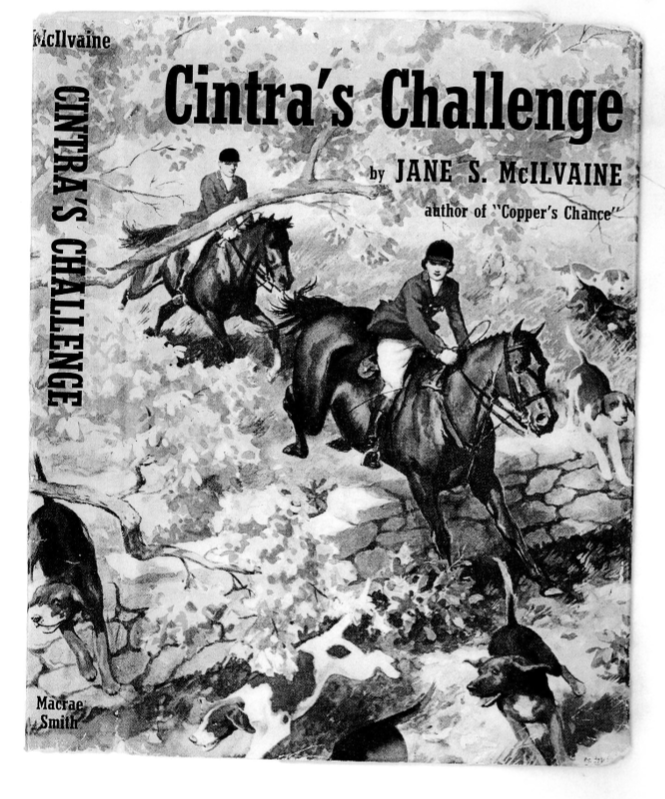 McIlvaine
CINTRA'S CHALLENGE
Macrae
Smith
Cintra's Challenge
by JANE S. McILVAINE
author of "Copper's Chance"